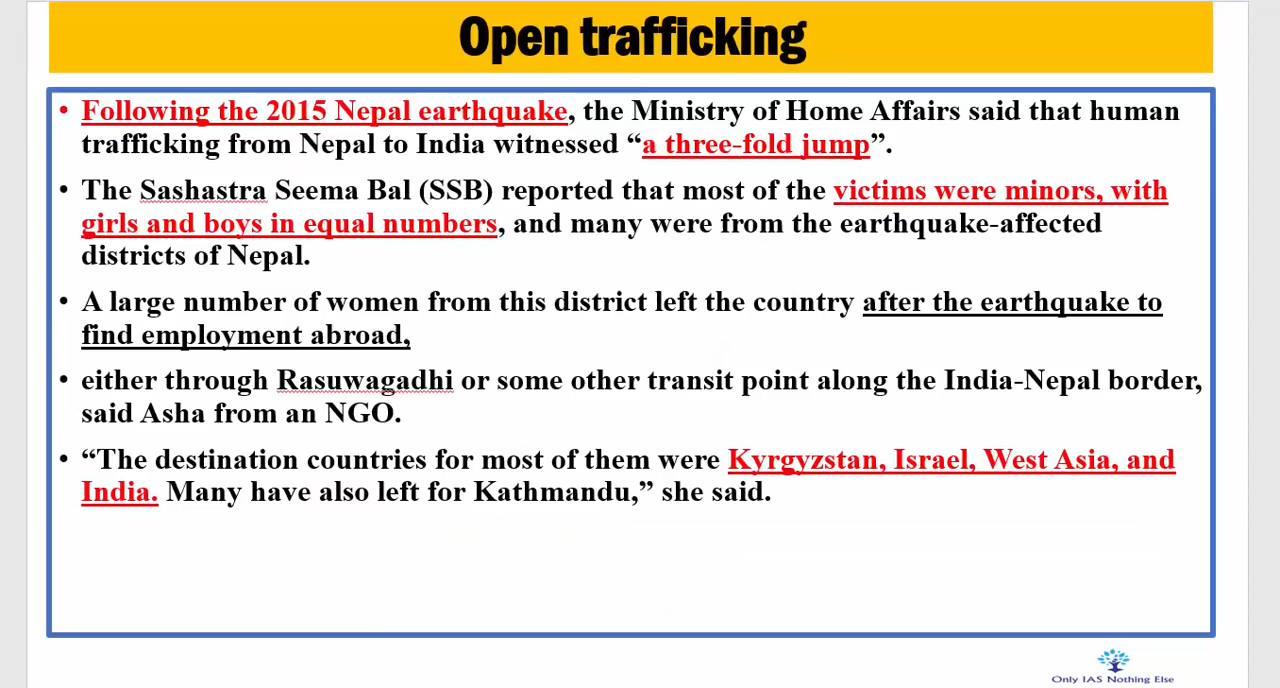 Open trafficking
• Following the 2015 Nepal earthquake, the Ministry of Home Affairs said that human
trafficking from Nepal to India witnessed “a three-fold jump”.
• The Sashastra Seema Bal (SSB) reported that most of the victims were minors, with
girls and boys in equal numbers, and many were from the earthquake-affected
districts of Nepal.
• A large number of women from this district left the country after the earthquake to
find employment abroad,
• either through Rasuwagadhi or some other transit point along the India-Nepal border,
said Asha from an NGO.
• “The destination countries for most of them were Kyrgyzstan, Israel, West Asia, and
India. Many have also left for Kathmandu,” she said.
Only IAS Nothing Else